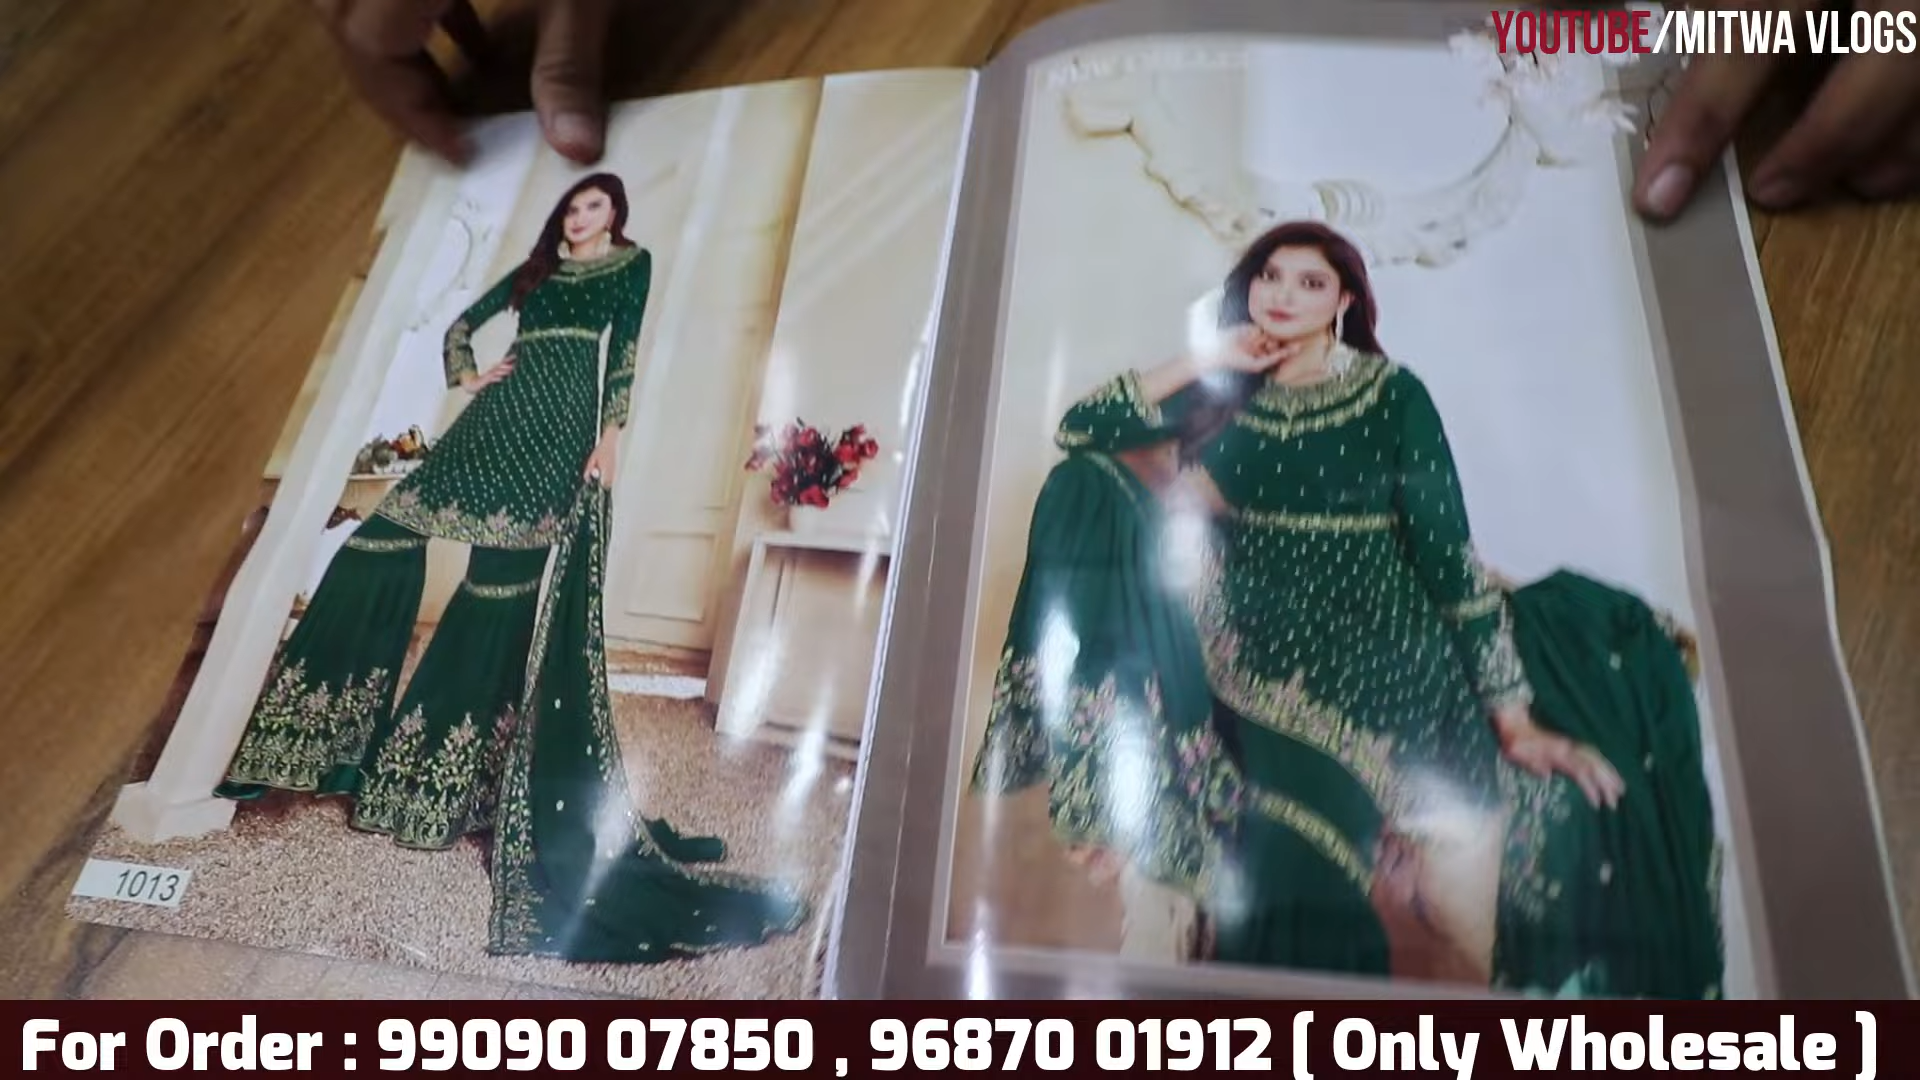 YOUTUBE/MITWA VLOGS
1013
For Order : 99090 07850 , 96870 01912 ( Only Wholesale )